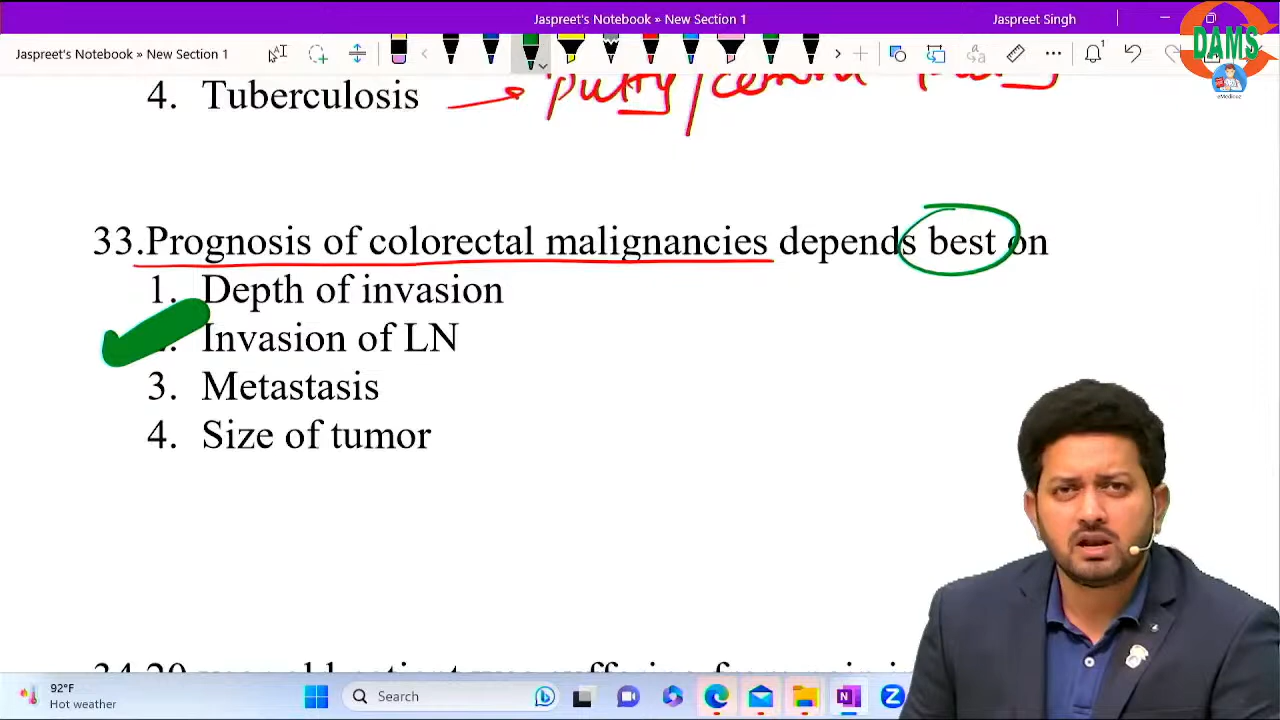 Jaspreet's Notebook » New Section 1
Jaspreet Singh
Jaspreet's Notebook » New Section 1
DAMS
eMedicoz
4. Tuberculosis
33.Prognosis of colorectal malignancies depends best on
1. Depth of invasion
Invasion of LN
3. Metastasis
4. Size of tumor
92°F
Hot weather
Search